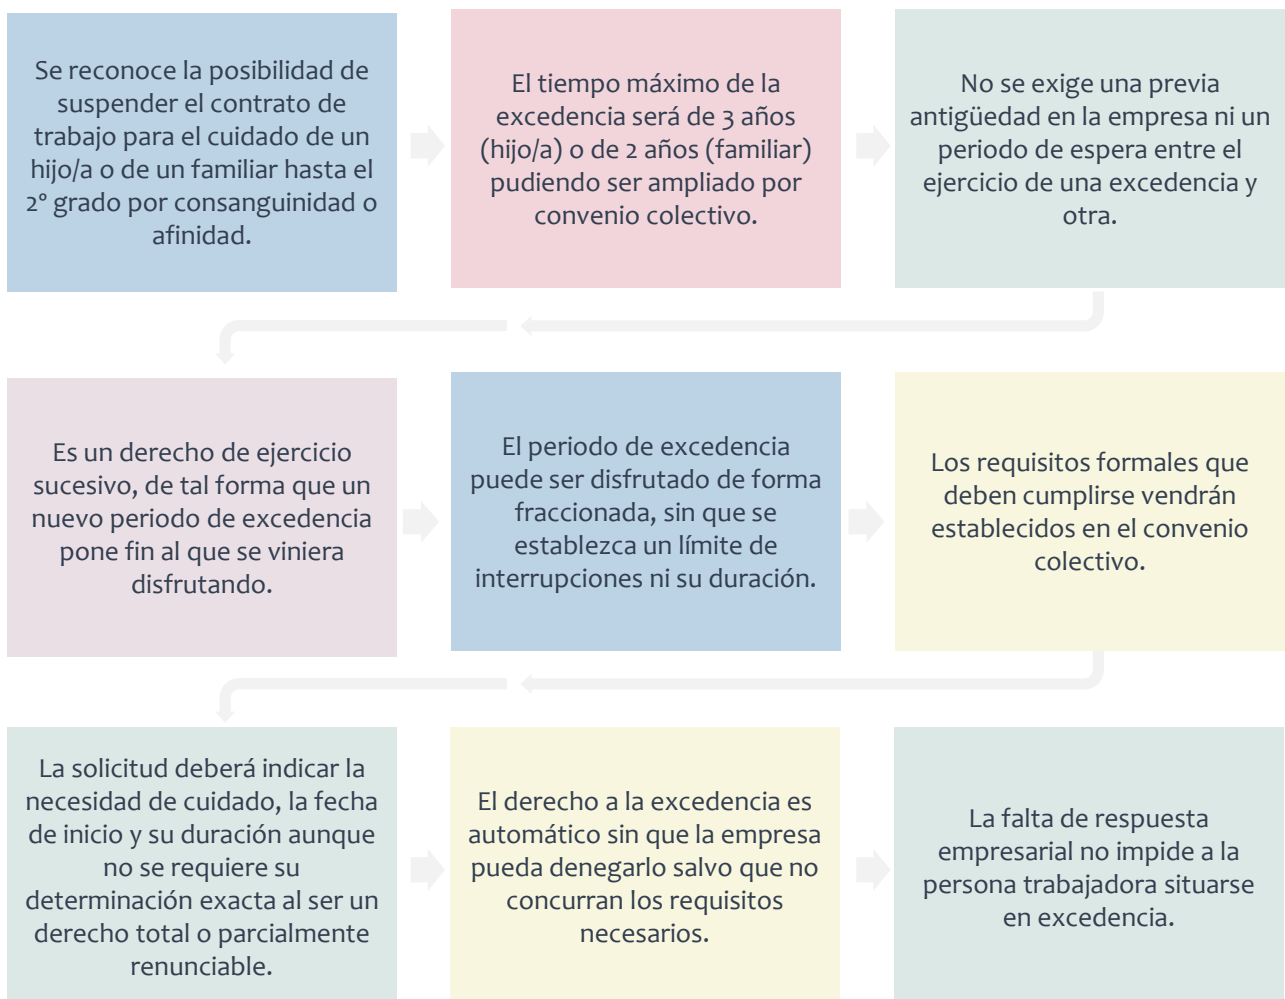 Se reconoce la posibilidad de
suspender el contrato de
trabajo para el cuidado de un
hijo/a o de un familiar hasta el
2º grado por consanguinidad o
afinidad.
El tiempo máximo de la
excedencia será de 3 años
(hijo/a) o de 2 años (familiar)
pudiendo ser ampliado por
convenio colectivo.
No se exige una previa
antigüedad en la empresa ni un
periodo de espera entre el
ejercicio de una excedencia y
otra.
Es un derecho de ejercicio
sucesivo, de tal forma que un
nuevo periodo de excedencia
pone fin al que se viniera
disfrutando.
El periodo de excedencia
puede ser disfrutado de forma
fraccionada, sin que se
establezca un límite de
interrupciones ni su duración.
Los requisitos formales que
deben cumplirse vendrán
establecidos en el convenio
colectivo.
La solicitud deberá indicar la
necesidad de cuidado, la fecha
de inicio y su duración aunque
no se requiere su
determinación exacta al ser un
derecho total o parcialmente
renunciable.
El derecho a la excedencia es
automático sin que la empresa
pueda denegarlo salvo que no
concurran los requisitos
necesarios.
La falta de respuesta
empresarial no impide a la
persona trabajadora situarse
en excedencia.